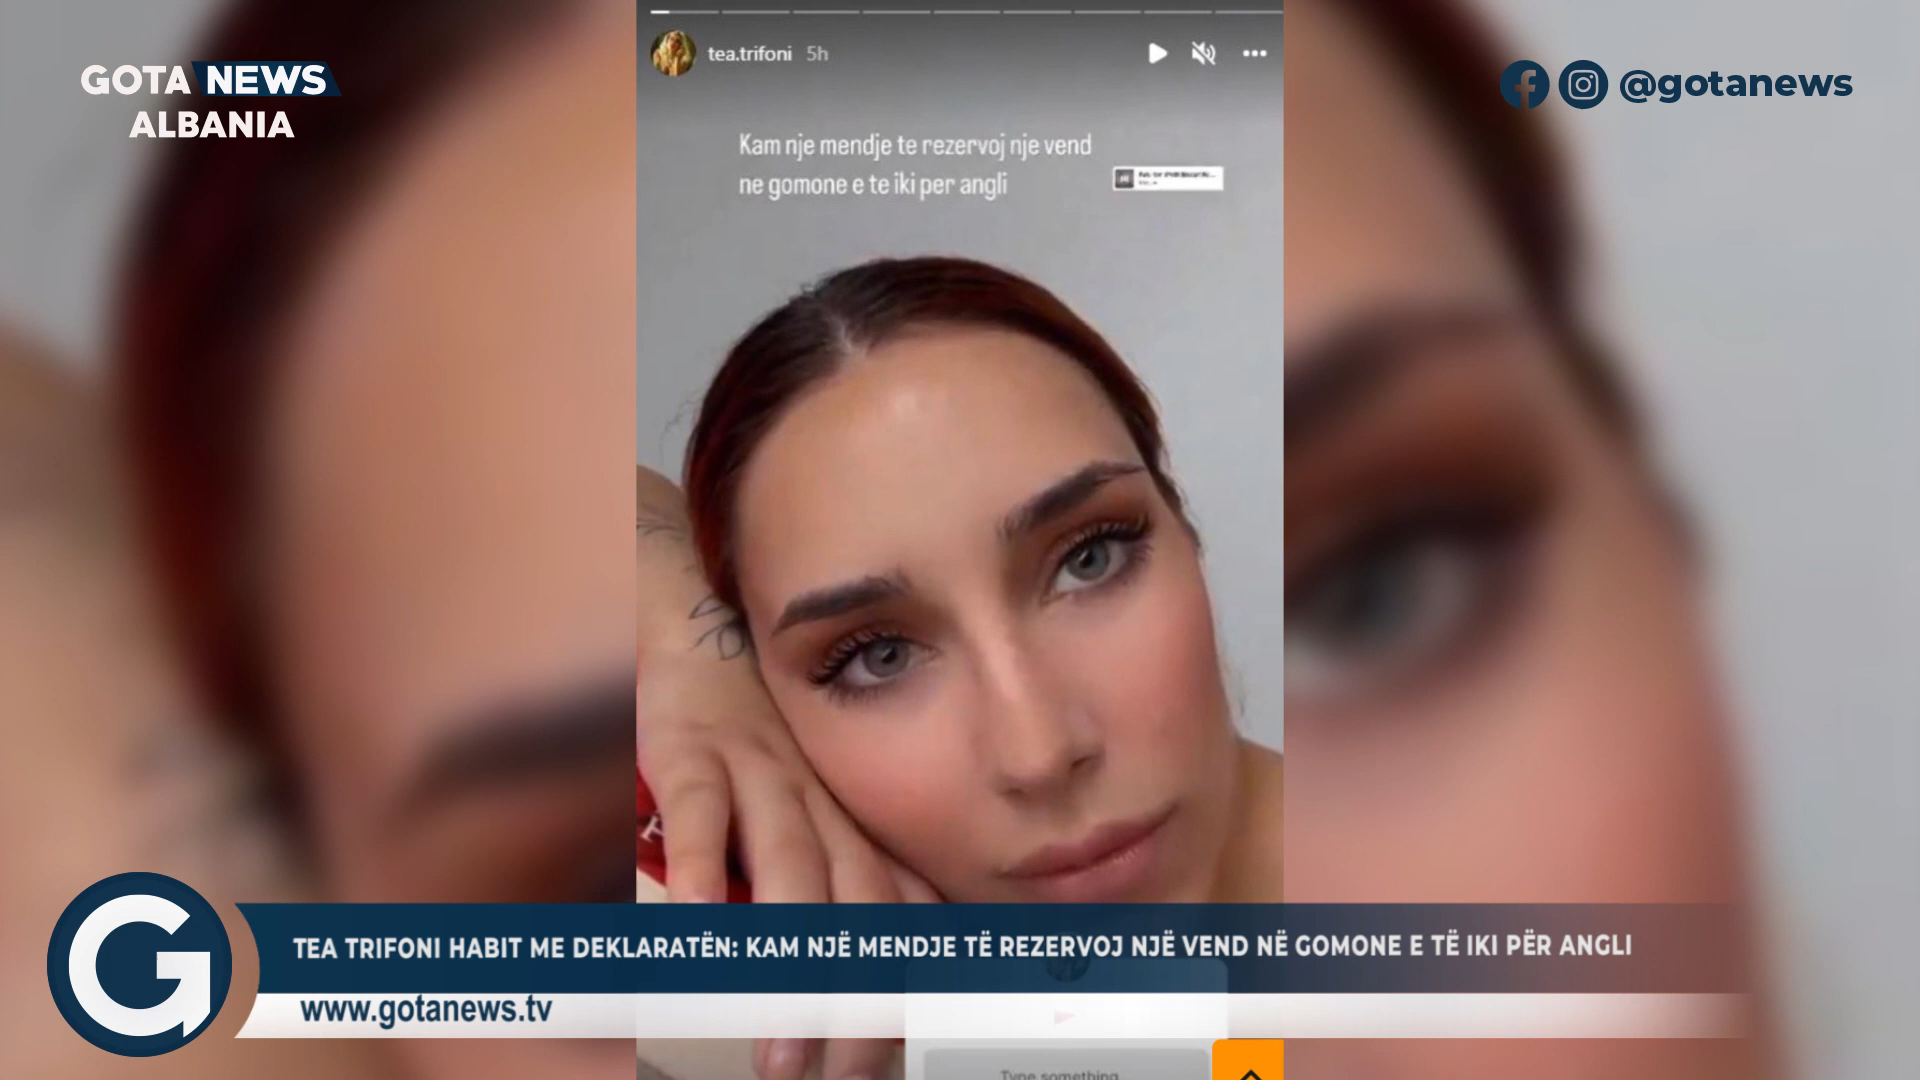 GOTA NEWS
ALBANIA
tea.trifoni 5h
@gotanews
Kam nje mendje te rezervoj nje vend
ne gomone e te iki per angli
TEA TRIFONI HABIT ME DEKLARATËN: KAM NJË MENDJE TË REZERVOJ NJË VEND NË GOMONE E TË IKI PËR ANGLI
www.gotanews.tv
Type something